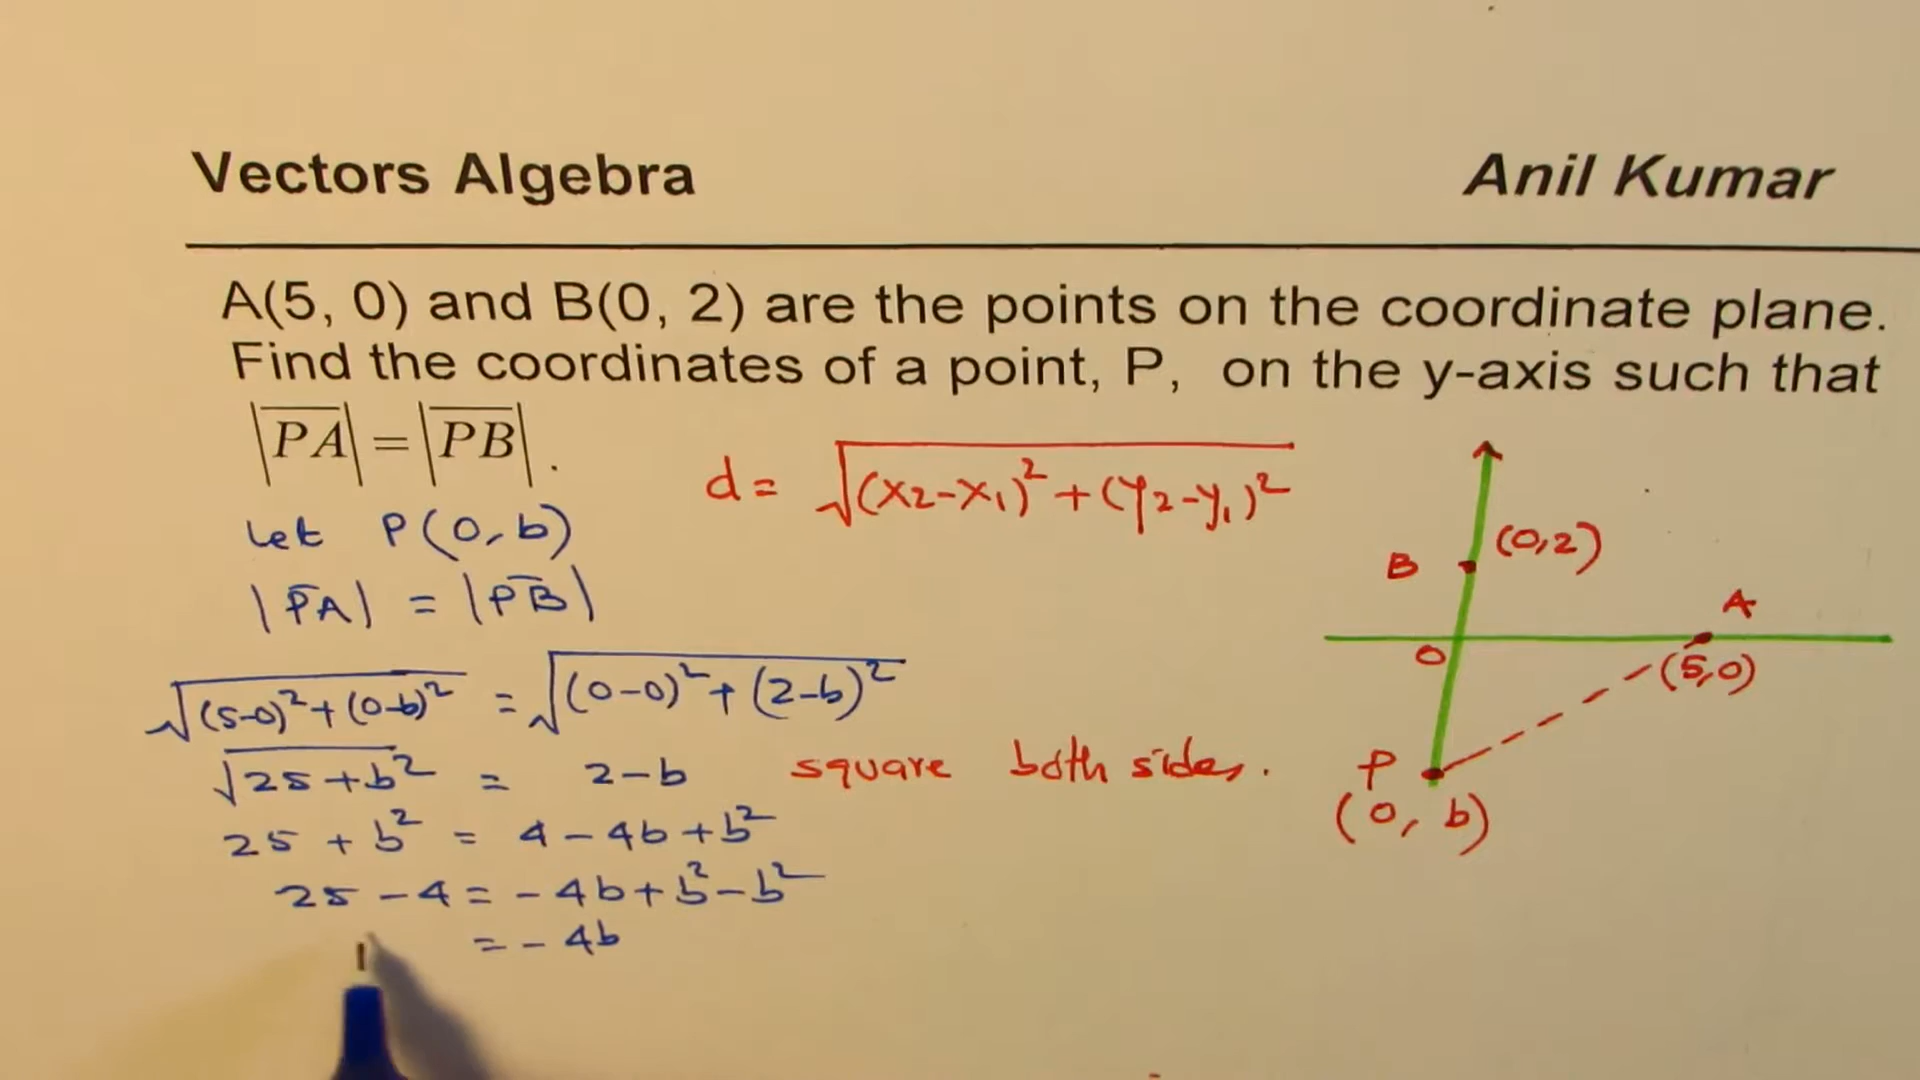 Vectors Algebra
Anil Kumar
A(5, 0) and B(0, 2) are the points on the coordinate plane.
Find the coordinates of a point, P, on the y-axis such that
|P̅A̅| = |P̅B̅|.
d = √((x₂-x₁)² + (y₂-y₁)²)
Let P(0, b)
|P̅A| = |PB̅|
√((5-0)² + (0-b)²) = √((0-0)² + (2-b)²)
√(25 + b²) = 2-b square both sides.
25 + b² = 4 - 4b + b²
25 - 4 = - 4b + b² - b²
= - 4b
B (0,2)
A
O
(5,0)
P
(0, b)